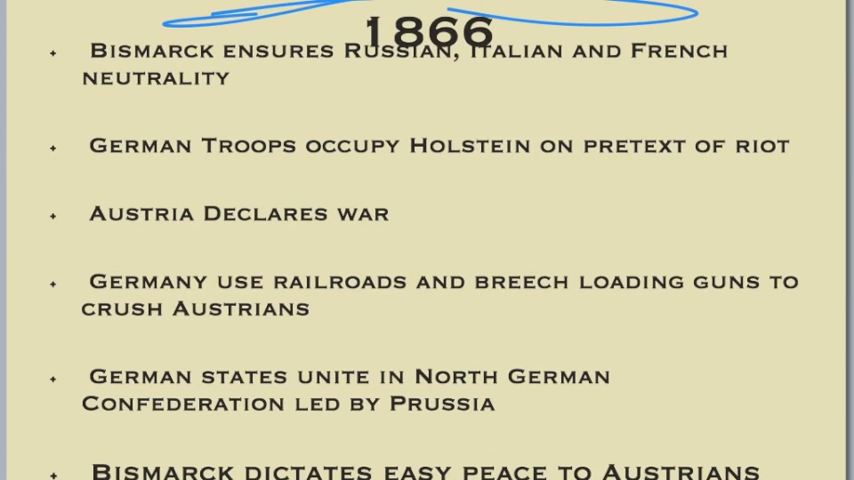 1866
Bismarck ensures Russian, Italian and French
neutrality
German Troops occupy Holstein on pretext of riot
Austria Declares war
Germany use railroads and breech loading guns to
crush Austrians
German states unite in North German
Confederation led by Prussia
Bismarck dictates easy peace to Austrians